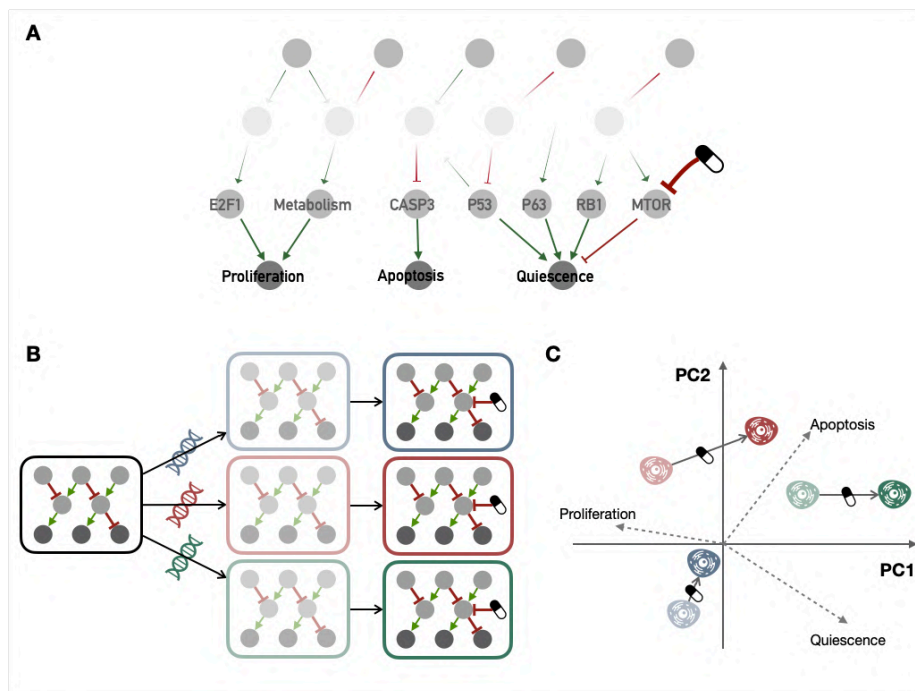 A
E2F1 Metabolism CASP3 P53 P63 RB1 MTOR
Proliferation Apoptosis Quiescence
B
C
PC2
Apoptosis
Proliferation
PC1
Quiescence